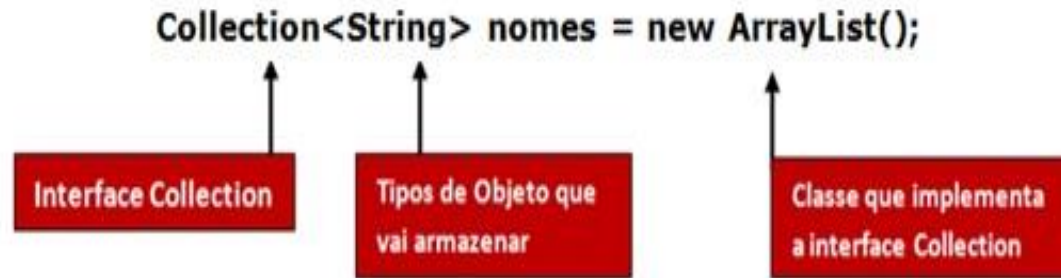 Collection<String> nomes = new ArrayList();
Interface Collection
Tipos de Objeto que
vai armazenar
Classe que implementa
a interface Collection